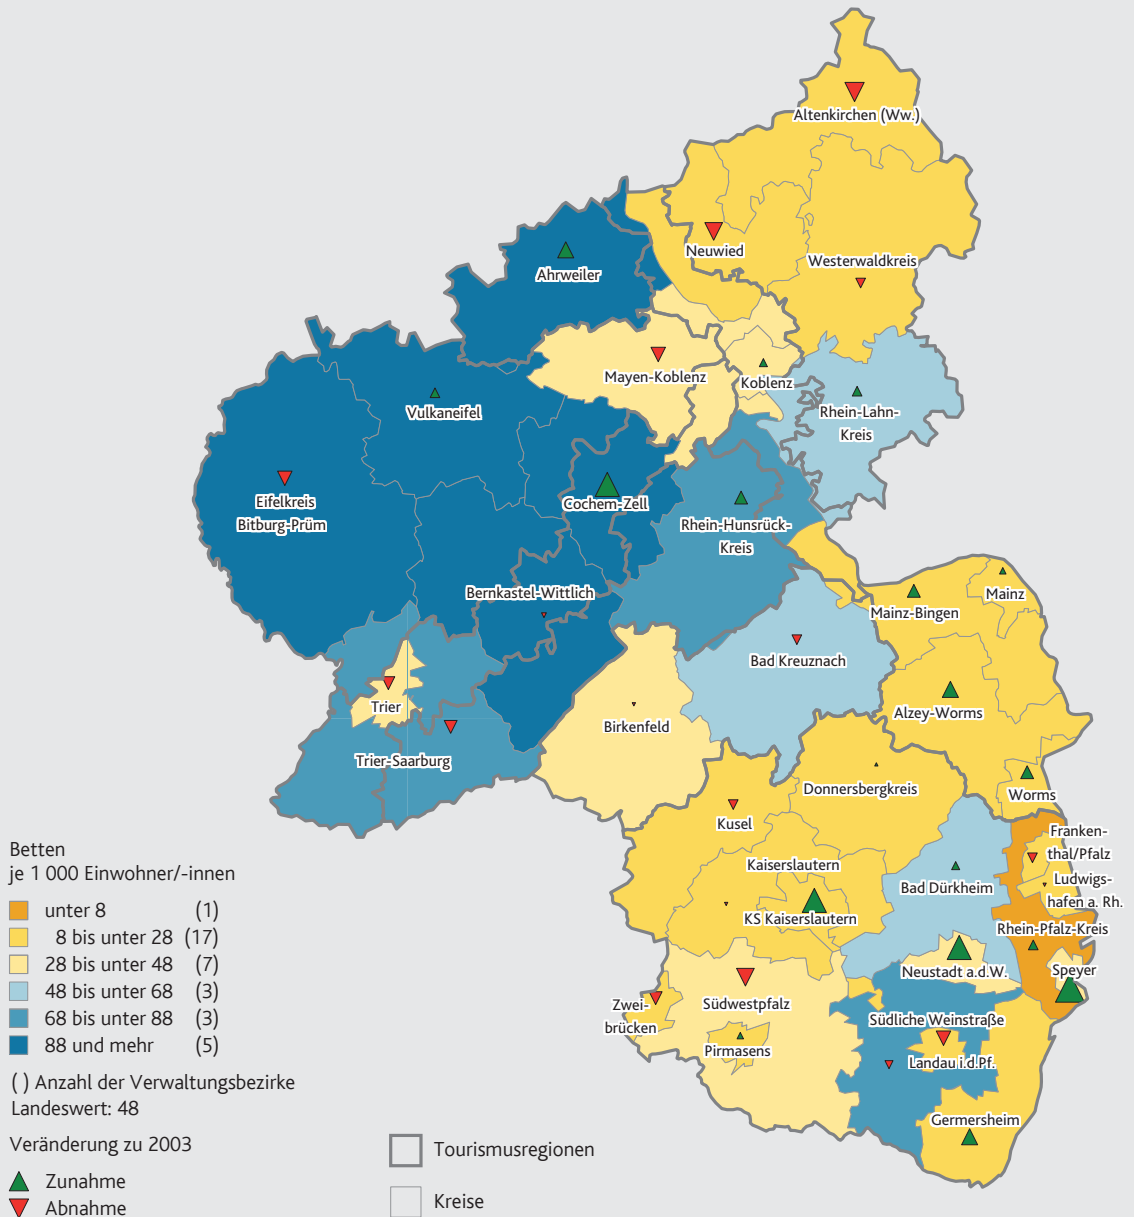 Altenkirchen (Ww.)
Neuwied
Westerwaldkreis
Ahrweiler
Mayen-Koblenz
Koblenz
Vulkaneifel
Rhein-Lahn-
Kreis
Eifelkreis
Bitburg-Prüm
Cochem-Zell
Rhein-Hunsrück-
Kreis
Bernkastel-Wittlich
Mainz-Bingen
Mainz
Bad Kreuznach
Trier
Birkenfeld
Alzey-Worms
Trier-Saarburg
Donnersbergkreis
Worms
Kusel
Franken-
thal/Pfalz
Kaiserslautern
Bad Dürkheim
Ludwigs-
hafen a. Rh.
KS Kaiserslautern
Rhein-Pfalz-Kreis
Neustadt a.d.W.
Speyer
Zwei-
brücken
Südwestpfalz
Südliche Weinstraße
Pirmasens
Landau i.d.Pf.
Germersheim
Betten
je 1 000 Einwohner/-innen
unter 8 (1)
8 bis unter 28 (17)
28 bis unter 48 (7)
48 bis unter 68 (3)
68 bis unter 88 (3)
88 und mehr (5)
( ) Anzahl der Verwaltungsbezirke
Landeswert: 48
Veränderung zu 2003
Zunahme
Abnahme
Tourismusregionen
Kreise